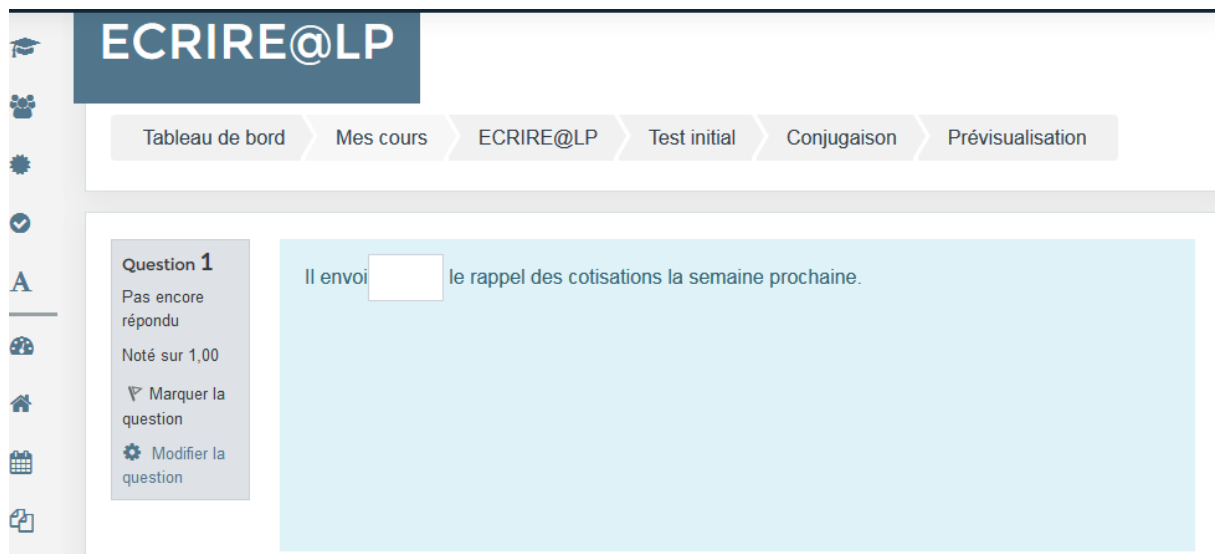 ECRIRE@LP
Tableau de bord Mes cours ECRIRE@LP Test initial Conjugaison Prévisualisation
Question 1
Pas encore
répondu
Noté sur 1,00
Marquer la
question
Modifier la
question
Il envoi le rappel des cotisations la semaine prochaine.
A